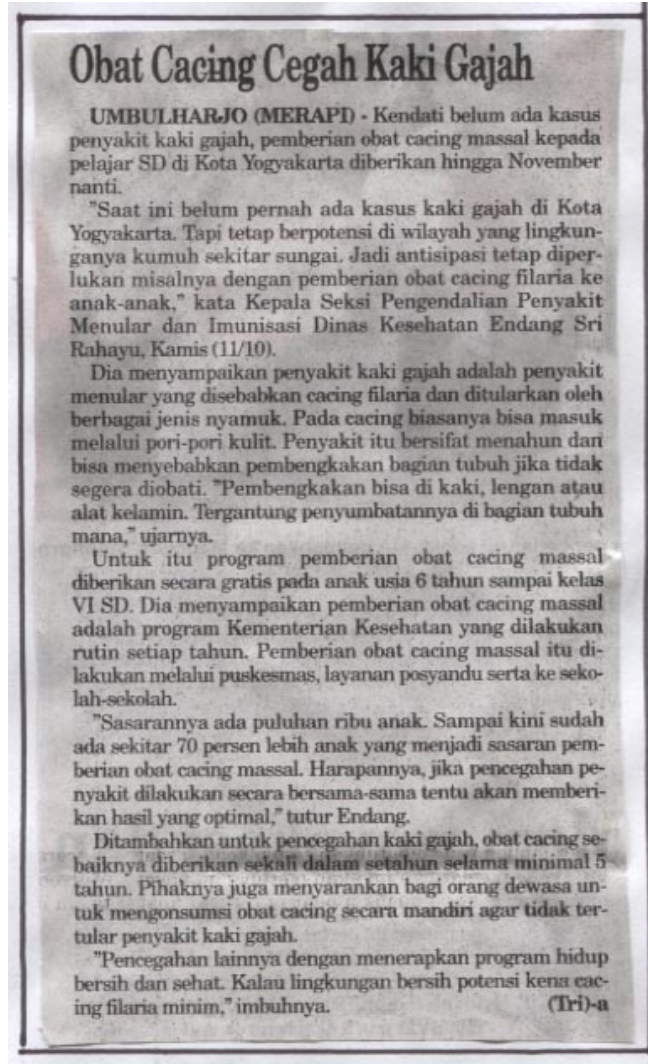 Obat Cacing Cegah Kaki Gajah
UMBULHARJO (MERAPI) - Kendati belum ada kasus
penyakit kaki gajah, pemberian obat cacing massal kepada
pelajar SD di Kota Yogyakarta diberikan hingga November
nanti.
"Saat ini belum pernah ada kasus kaki gajah di Kota
Yogyakarta. Tapi tetap berpotensi di wilayah yang lingkun-
ganya kumuh sekitar sungai. Jadi antisipasi tetap diper-
lukan misalnya dengan pemberian obat cacing filaria ke
anak-anak," kata Kepala Seksi Pengendalian Penyakit
Menular dan Imunisasi Dinas Kesehatan Endang Sri
Rahayu, Kamis (11/10).
Dia menyampaikan penyakit kaki gajah adalah penyakit
menular yang disebabkan cacing filaria dan ditularkan oleh
berbagai jenis nyamuk. Pada cacing biasanya bisa masuk
melalui pori-pori kulit. Penyakit itu bersifat menahun dan
bisa menyebabkan pembengkakan bagian tubuh jika tidak
segera diobati. "Pembengkakan bisa di kaki, lengan atau
alat kelamin. Tergantung penyumbatannya di bagian tubuh
mana," ujarnya.
Untuk itu program pemberian obat cacing massal
diberikan secara gratis pada anak usia 6 tahun sampai kelas
VI SD. Dia menyampaikan pemberian obat cacing massal
adalah program Kementerian Kesehatan yang dilakukan
rutin setiap tahun. Pemberian obat cacing massal itu di-
lakukan melalui puskesmas, layanan posyandu serta ke seko-
lah-sekolah.
"Sasarannya ada puluhan ribu anak. Sampai kini sudah
ada sekitar 70 persen lebih anak yang menjadi sasaran pem-
berian obat cacing massal. Harapannya, jika pencegahan pe-
nyakit dilakukan secara bersama-sama tentu akan memberi-
kan hasil yang optimal," tutur Endang.
Ditambahkan untuk pencegahan kaki gajah, obat cacing se-
baiknya diberikan sekali dalam setahun selama minimal 5
tahun. Pihaknya juga menyarankan bagi orang dewasa un-
tuk mengonsumsi obat cacing secara mandiri agar tidak ter-
tular penyakit kaki gajah.
"Pencegahan lainnya dengan menerapkan program hidup
bersih dan sehat. Kalau lingkungan bersih potensi kena cac-
ing filaria minim," imbuhnya. (Tri)-a